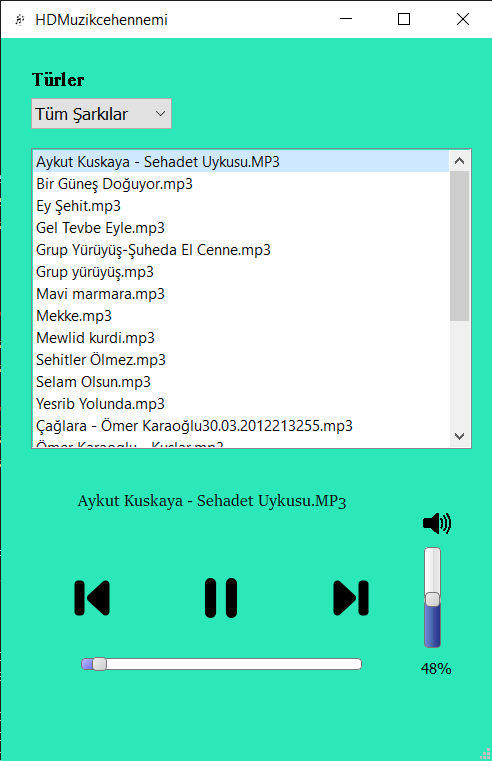 HDMuzikcehennemi
Türler
Tüm Şarkılar
Aykut Kuskaya - Sehadet Uykusu.MP3
Bir Güneş Doğuyor.mp3
Ey Şehit.mp3
Gel Tevbe Eyle.mp3
Grup Yürüyüş-Şuheda El Cenne.mp3
Grup yürüyüş.mp3
Mavi marmara.mp3
Mekke.mp3
Mewlid kurdi.mp3
Sehitler Ölmez.mp3
Selam Olsun.mp3
Yesrib Yolunda.mp3
Çağlara - Ömer Karaoğlu30.03.2012213255.mp3
Ömer Karaoglu - Kuslar.mp3
Aykut Kuskaya - Sehadet Uykusu.MP3
48%